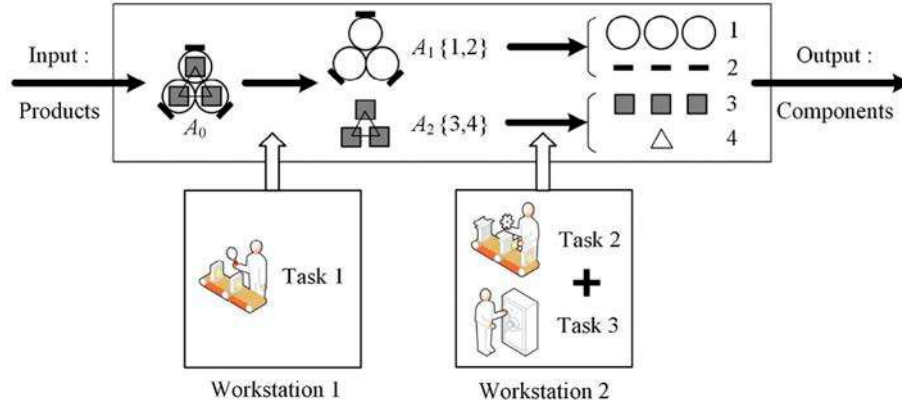 Input :
Products
A0
A1 {1,2}
A2 {3,4}
1
2
3
4
Output :
Components
Task 1
Workstation 1
Task 2
+
Task 3
Workstation 2